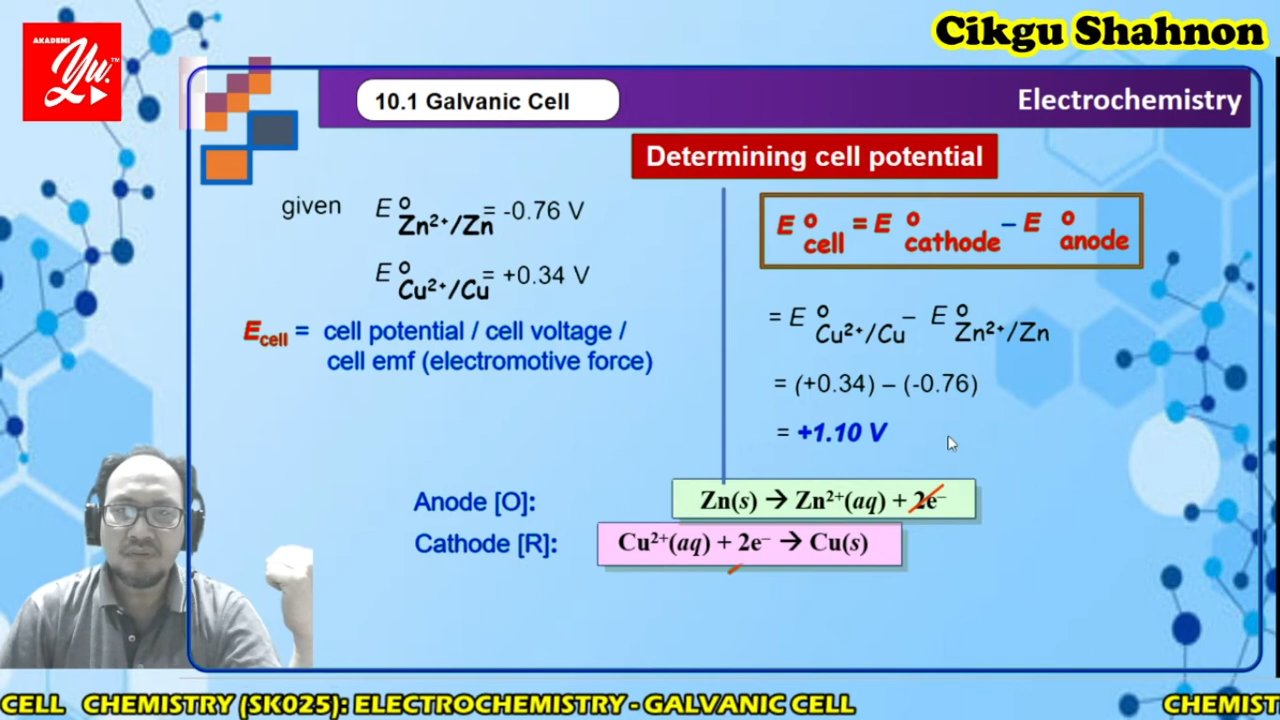 Cikgu Shahnon
AKADEMI
Yu.™
10.1 Galvanic Cell
Electrochemistry
Determining cell potential
given E°Zn²⁺/Zn = -0.76 V
E°Cu²⁺/Cu = +0.34 V
Ecell = cell potential / cell voltage /
cell emf (electromotive force)
E°cell = E°cathode – E°anode
= E°Cu²⁺/Cu – E°Zn²⁺/Zn
= (+0.34) – (-0.76)
= +1.10 V
Anode [O]: Zn(s) → Zn²⁺(aq) + 2e⁻
Cathode [R]: Cu²⁺(aq) + 2e⁻ → Cu(s)
CELL CHEMISTRY (SK025): ELECTROCHEMISTRY - GALVANIC CELL CHEMIST